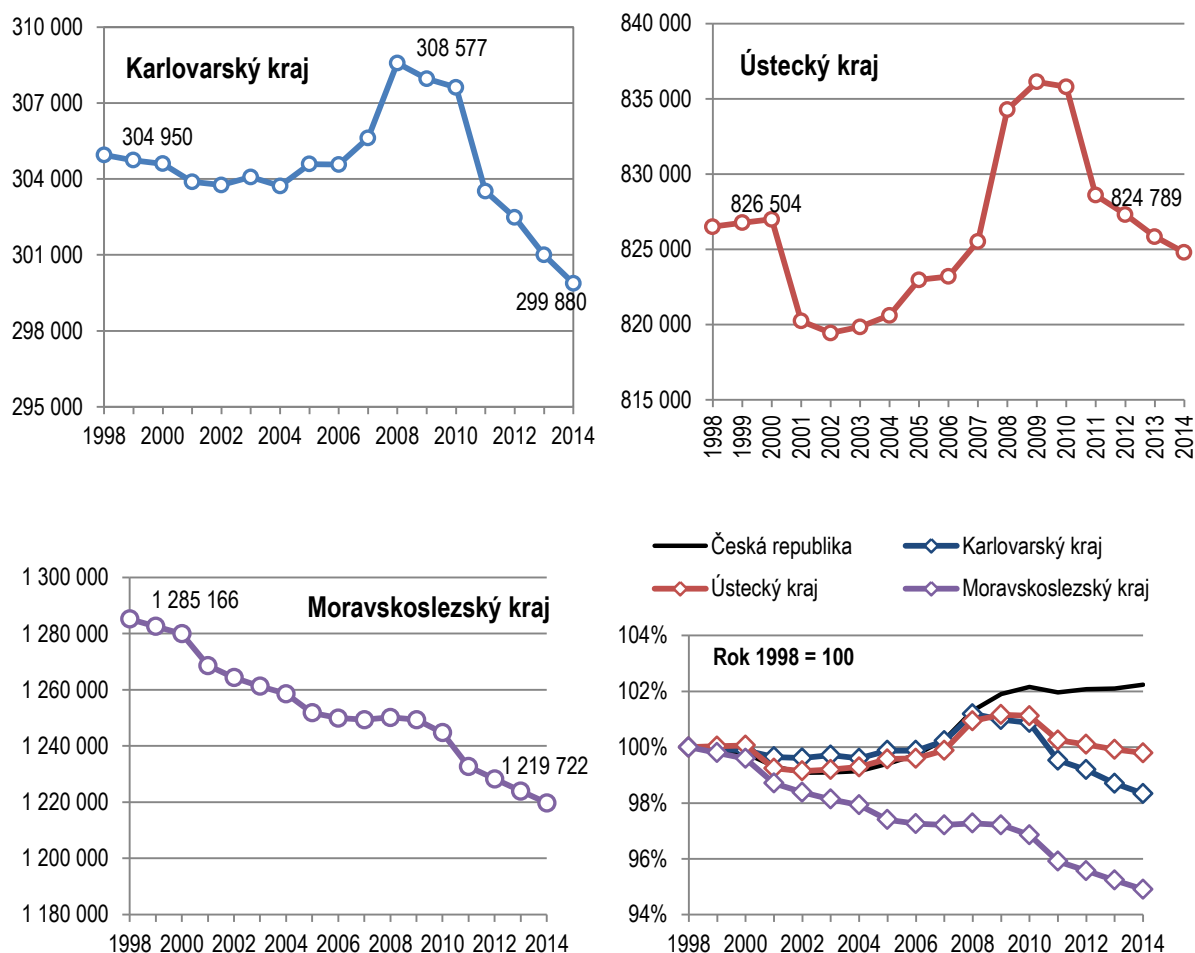 Karlovarský kraj
310 000
307 000
304 000
301 000
298 000
295 000
304 950
308 577
299 880
1998 2000 2002 2004 2006 2008 2010 2012 2014
Ústecký kraj
840 000
835 000
830 000
825 000
820 000
815 000
826 504
824 789
1998 1999 2000 2001 2002 2003 2004 2005 2006 2007 2008 2009 2010 2011 2012 2013 2014
Moravskoslezský kraj
1 300 000
1 280 000
1 260 000
1 240 000
1 220 000
1 200 000
1 180 000
1 285 166
1 219 722
1998 2000 2002 2004 2006 2008 2010 2012 2014
Česká republika
Karlovarský kraj
Ústecký kraj
Moravskoslezský kraj
Rok 1998 = 100
104%
102%
100%
98%
96%
94%
1998 2000 2002 2004 2006 2008 2010 2012 2014